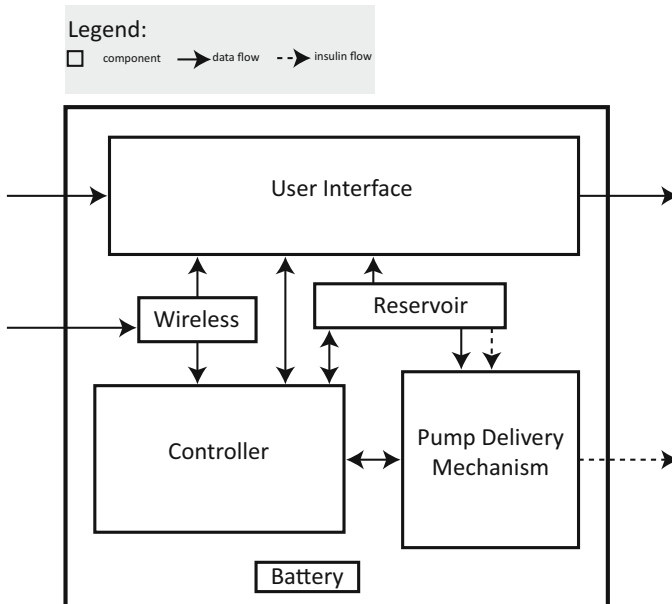 Legend:
component
data flow
insulin flow
User Interface
Wireless
Reservoir
Controller
Pump Delivery
Mechanism
Battery